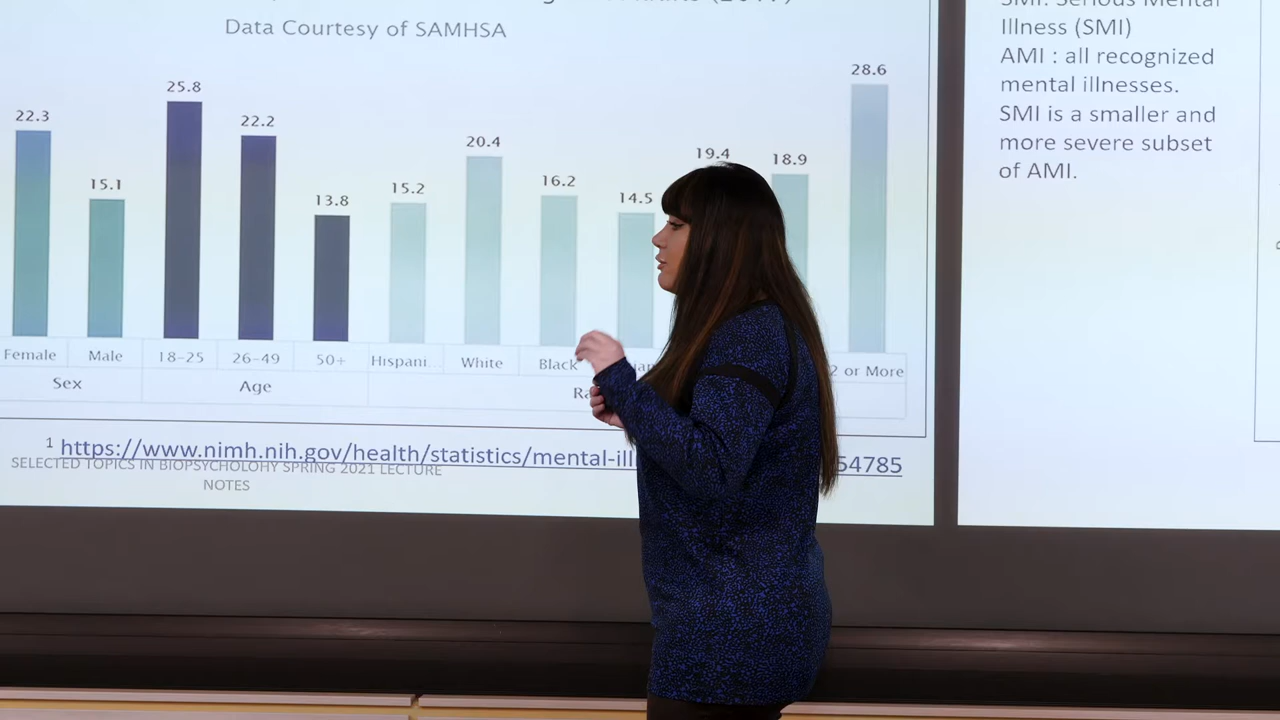 Data Courtesy of SAMHSA
22.3
15.1
25.8
22.2
13.8
15.2
20.4
16.2
14.5
19.4
18.9
28.6
Female
Male
18-25
26-49
50+
Hispani
White
Black
2 or More
Sex
Age
1 https://www.nimh.nih.gov/health/statistics/mental-ill 54785
SELECTED TOPICS IN BIOPSYCHOLOHY SPRING 2021 LECTURE
NOTES
SMI: Serious Mental
Illness (SMI)
AMI : all recognized
mental illnesses.
SMI is a smaller and
more severe subset
of AMI.